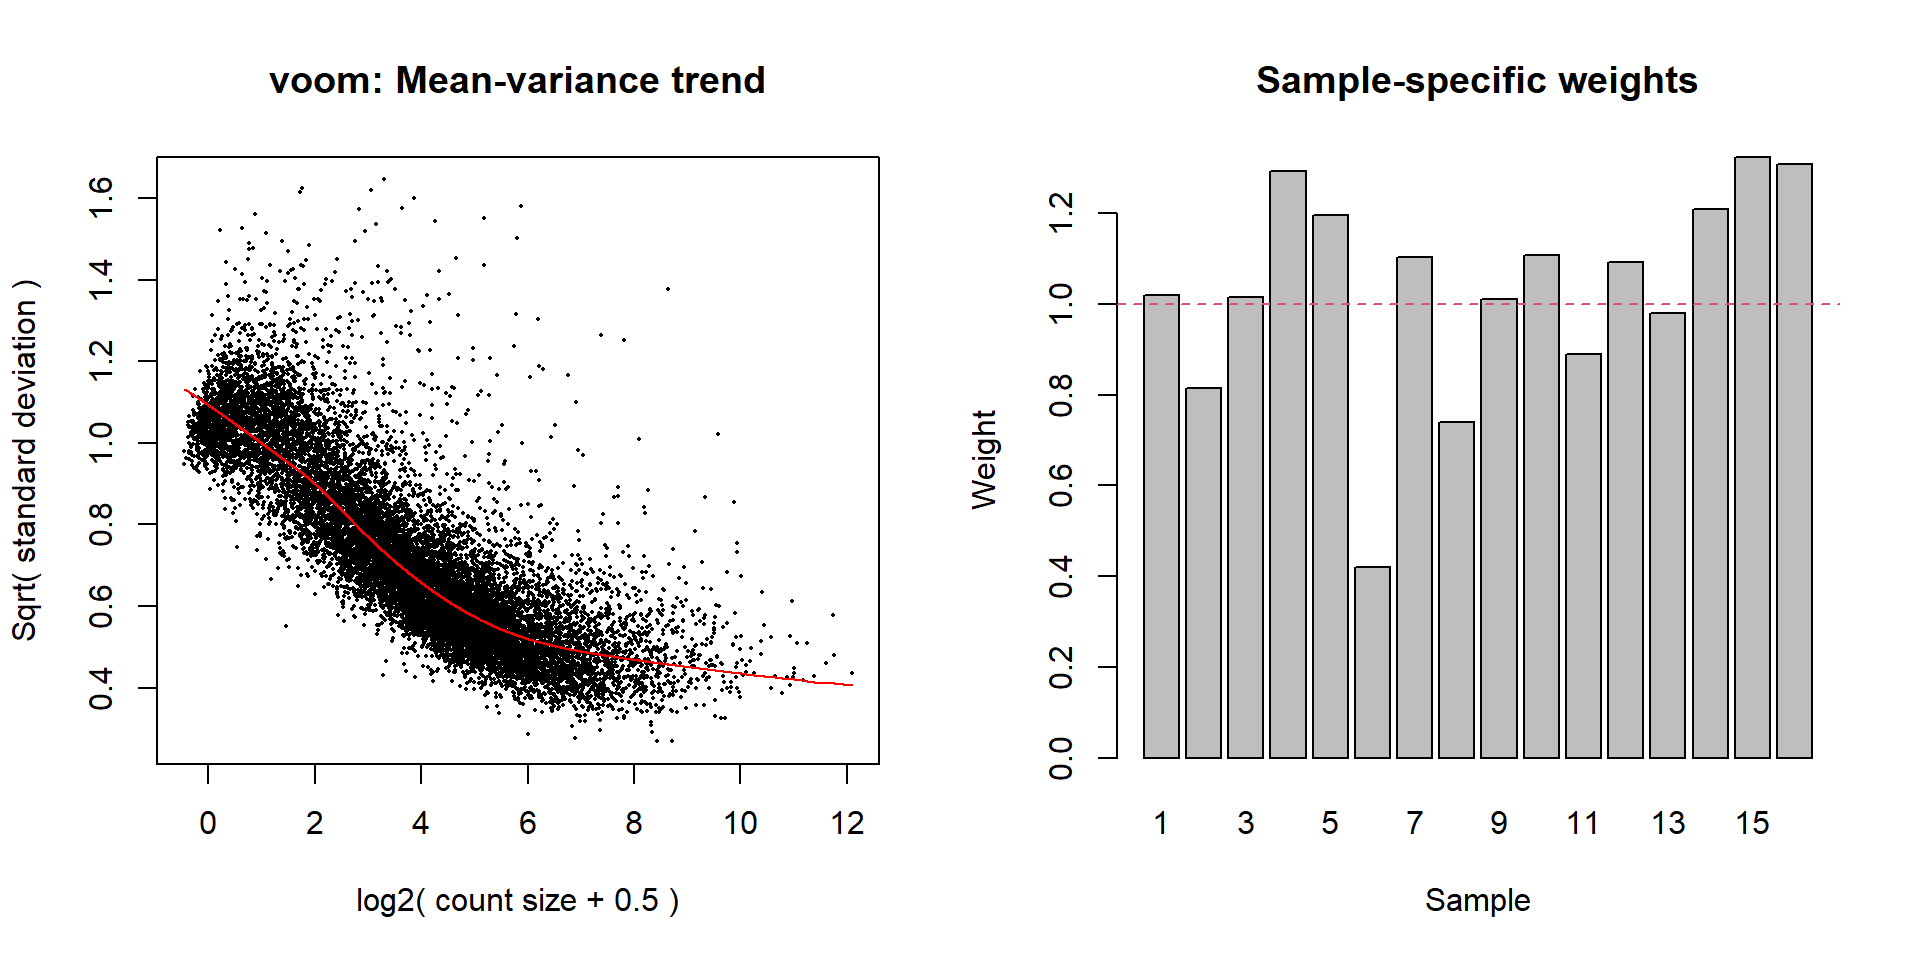 voom: Mean-variance trend
Sqrt( standard deviation )
1.6
1.4
1.2
1.0
0.8
0.6
0.4
0 2 4 6 8 10 12
log2( count size + 0.5 )
Sample-specific weights
Weight
1.2
1.0
0.8
0.6
0.4
0.2
0.0
1 3 5 7 9 11 13 15
Sample